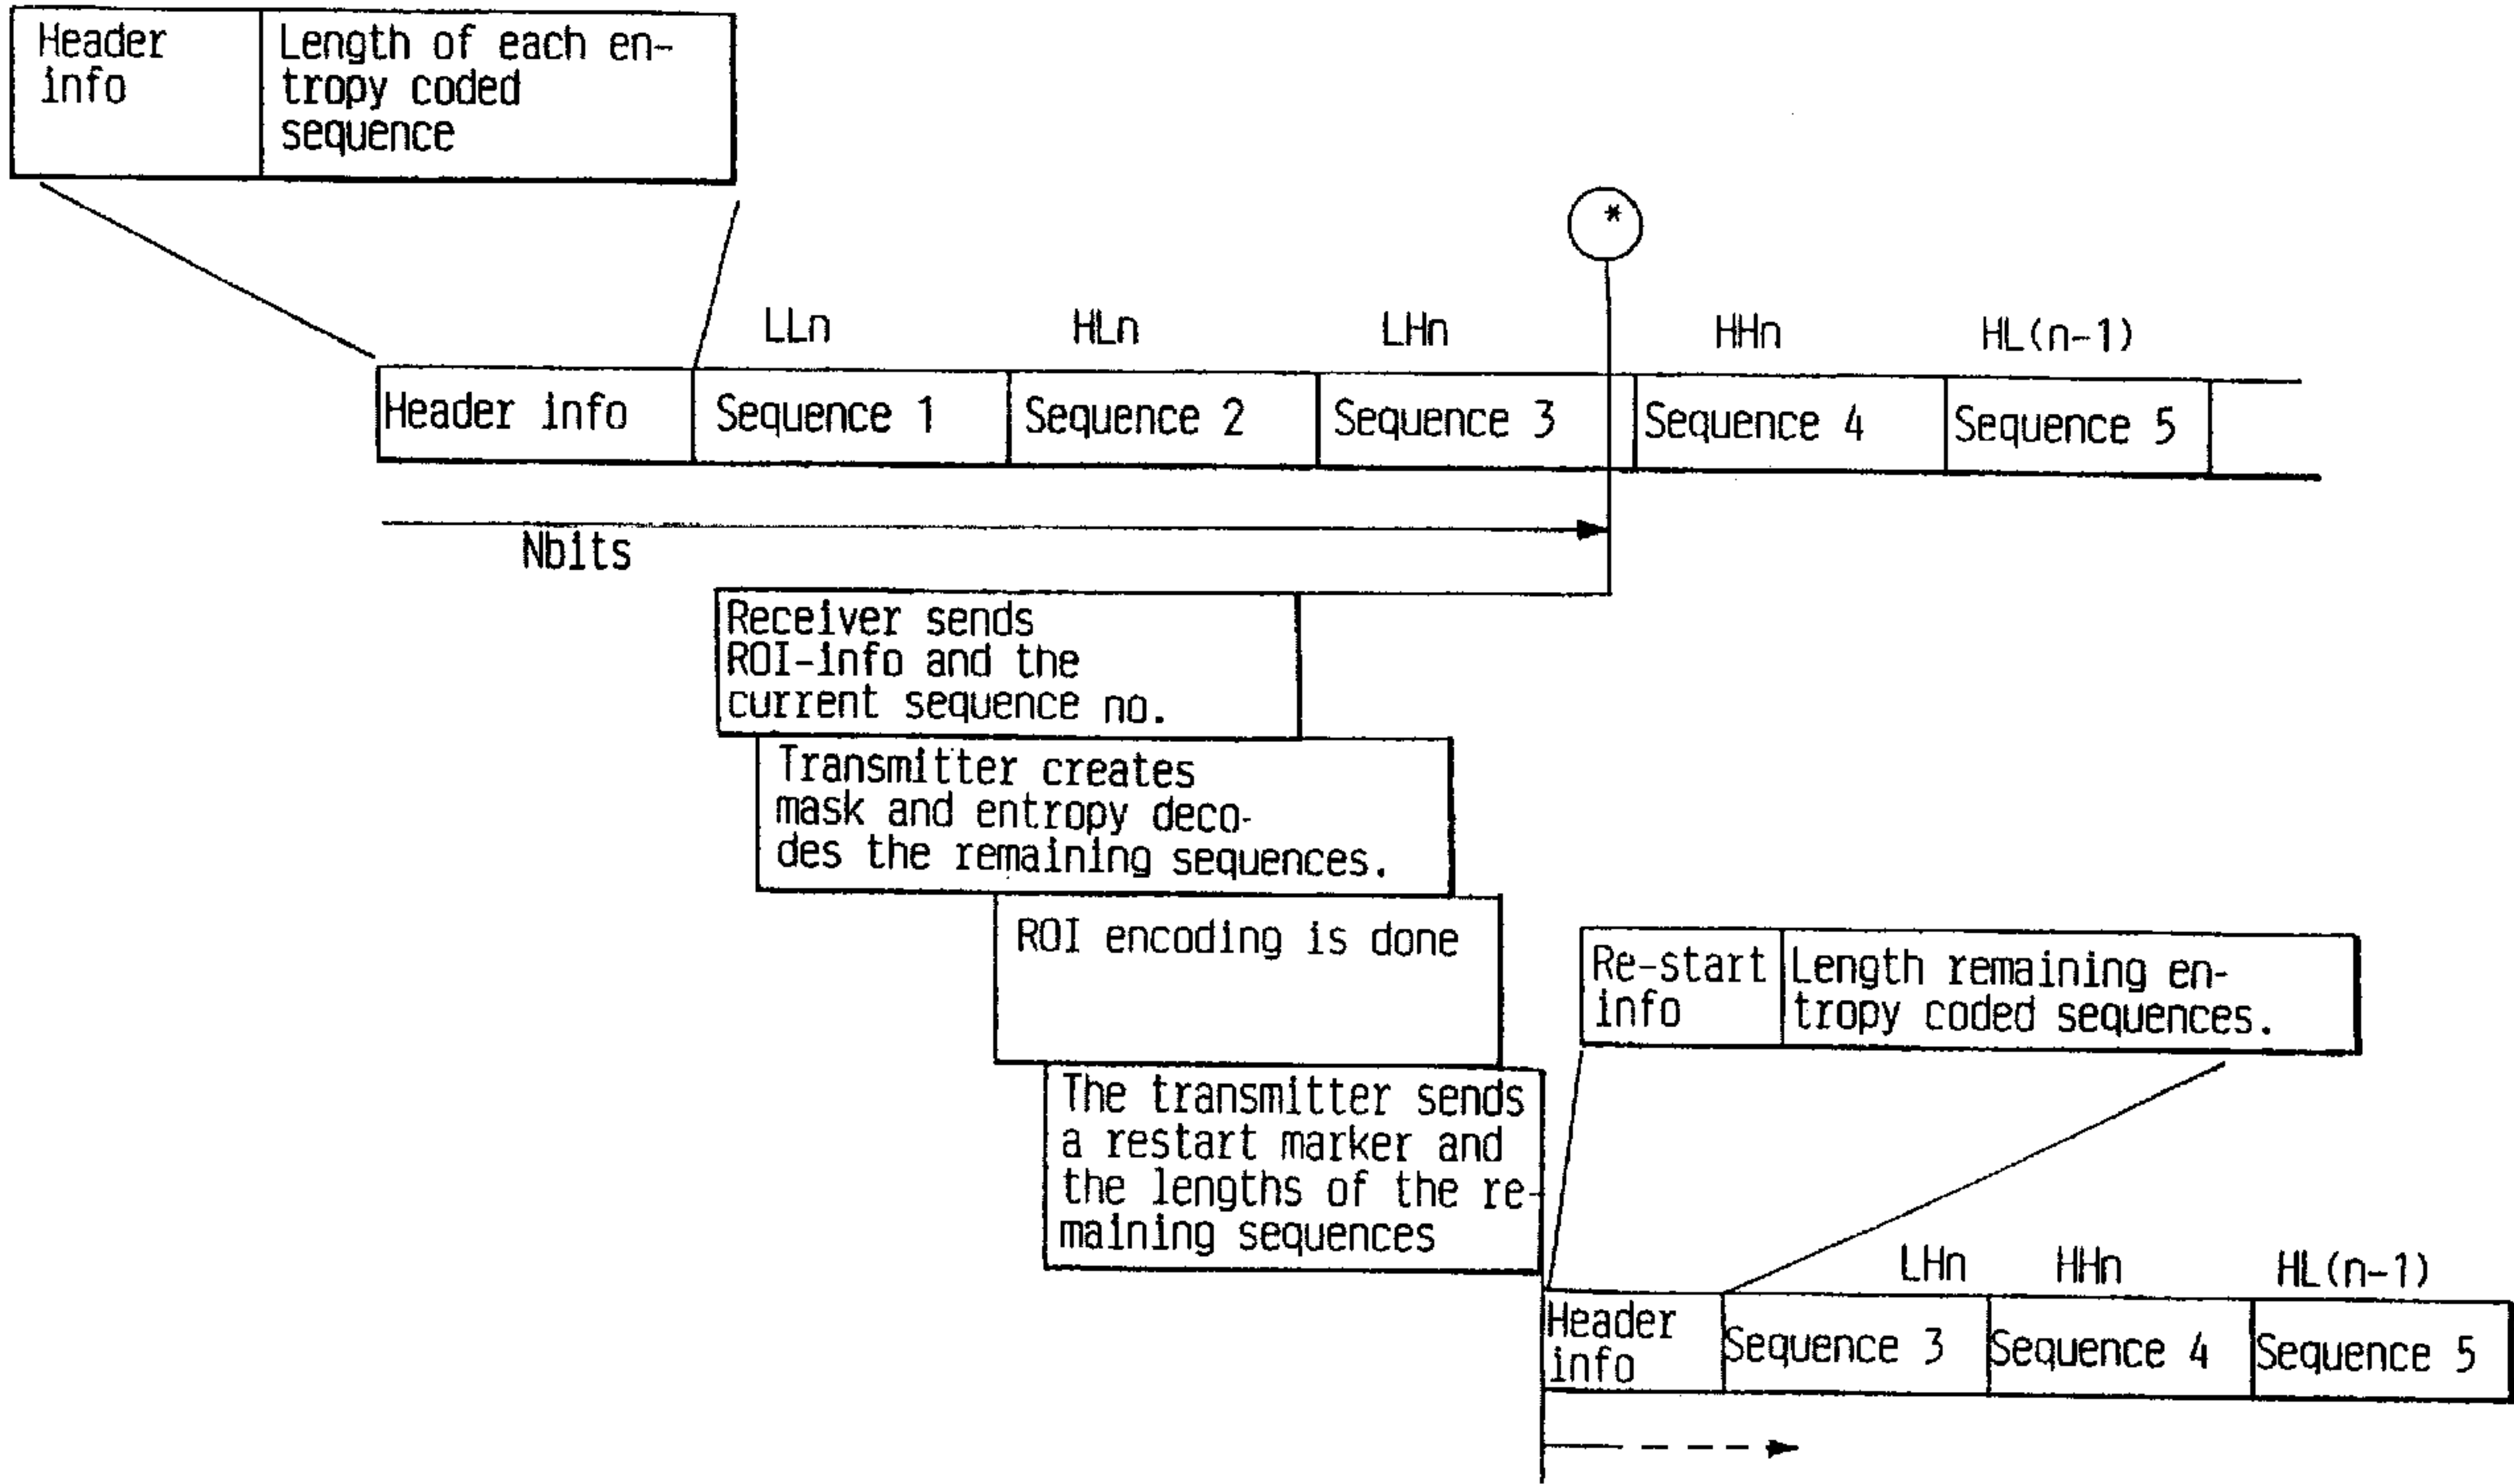 Header
info
Length of each en-
tropy coded
sequence
*
LLn
HLn
LHn
HHn
HL(n-1)
Header info
Sequence 1
Sequence 2
Sequence 3
Sequence 4
Sequence 5
Nbits
Receiver sends
ROI-info and the
current sequence no.
Transmitter creates
mask and entropy deco-
des the remaining sequences.
ROI encoding is done
Re-start
info
Length remaining en-
tropy coded sequences.
The transmitter sends
a restart marker and
the lengths of the re-
maining sequences
LHn
HHn
HL(n-1)
Header
info
Sequence 3
Sequence 4
Sequence 5